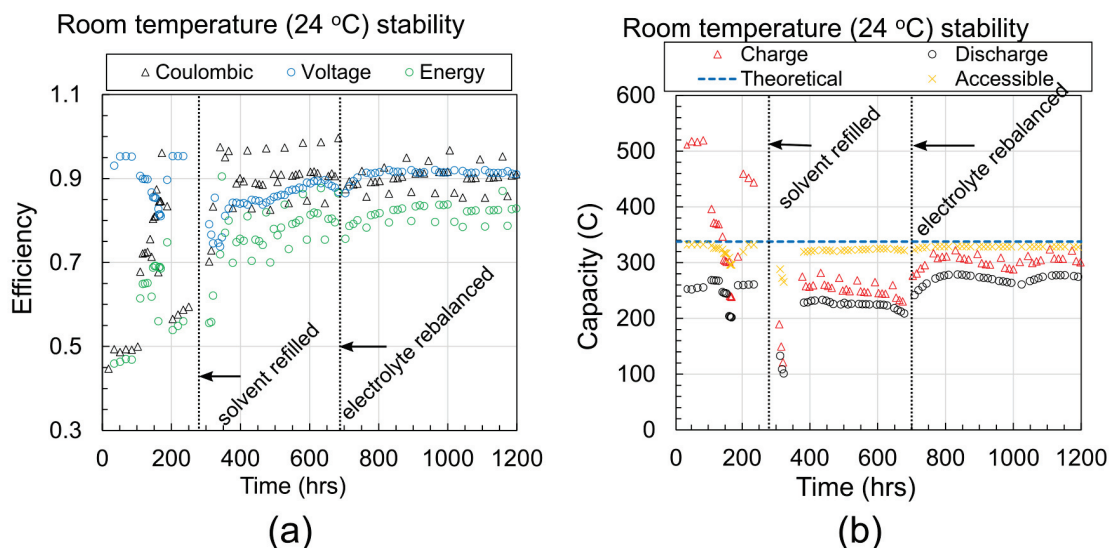 Room temperature (24 °C) stability
Coulombic Voltage Energy
1.1
0.9
0.7
0.5
0.3
Efficiency
solvent refilled
electrolyte rebalanced
0 200 400 600 800 1000 1200
Time (hrs)
(a)
Room temperature (24 °C) stability
Charge Discharge
Theoretical Accessible
600
500
400
300
200
100
0
Capacity (C)
solvent refilled
electrolyte rebalanced
0 200 400 600 800 1000 1200
Time (hrs)
(b)